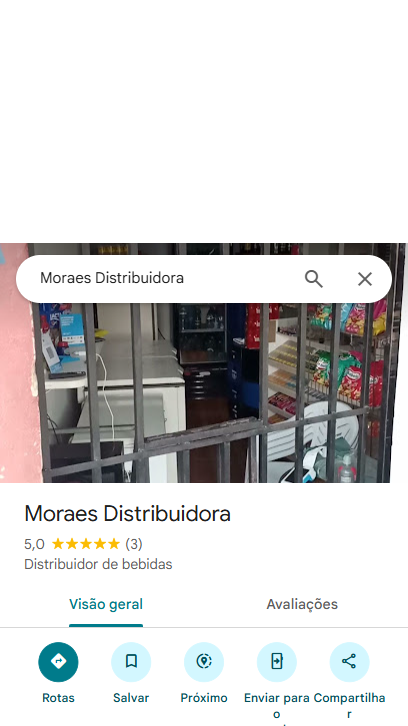 Moraes Distribuidora
Moraes Distribuidora
5,0 (3)
Distribuidor de bebidas
Visão geral Avaliações
Rotas Salvar Próximo Enviar para o Compartilhar